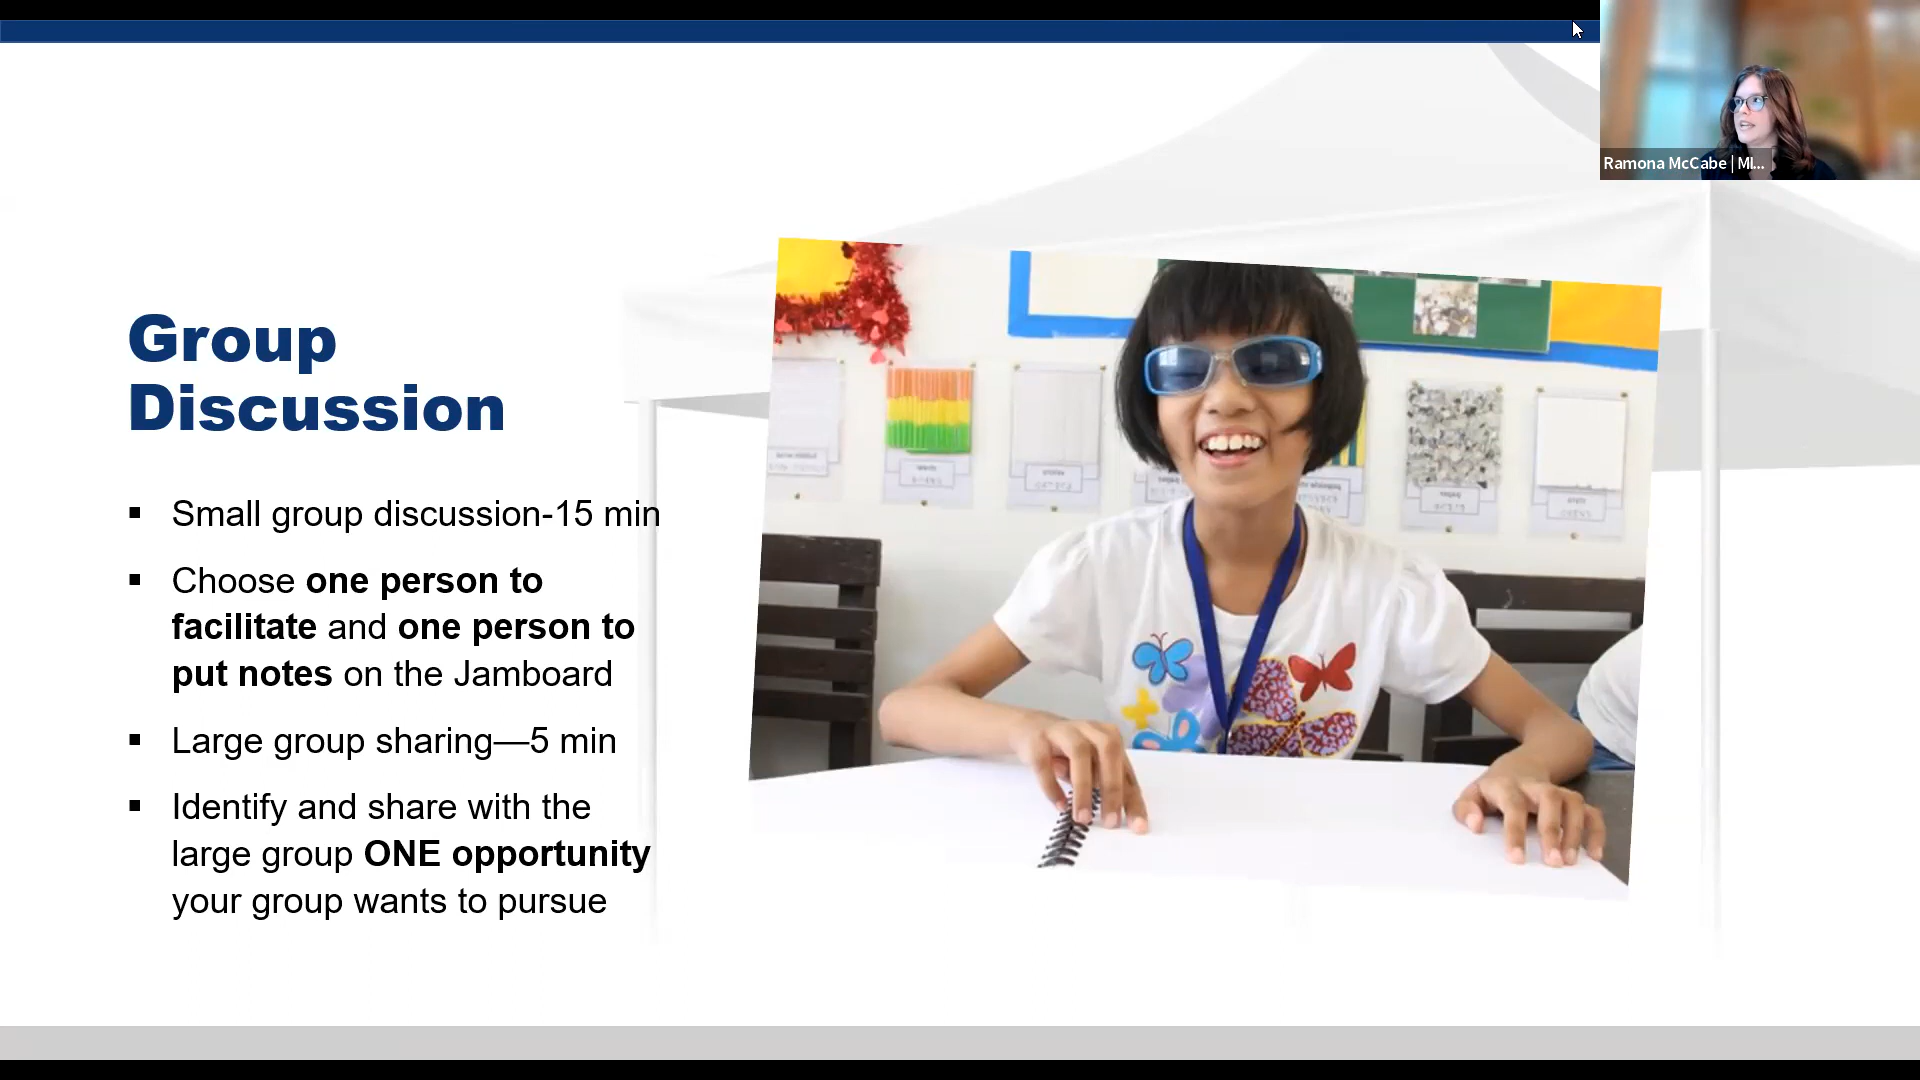 Ramona McCabe | MI...
Group
Discussion
▪ Small group discussion-15 min
▪ Choose one person to
facilitate and one person to
put notes on the Jamboard
▪ Large group sharing—5 min
▪ Identify and share with the
large group ONE opportunity
your group wants to pursue